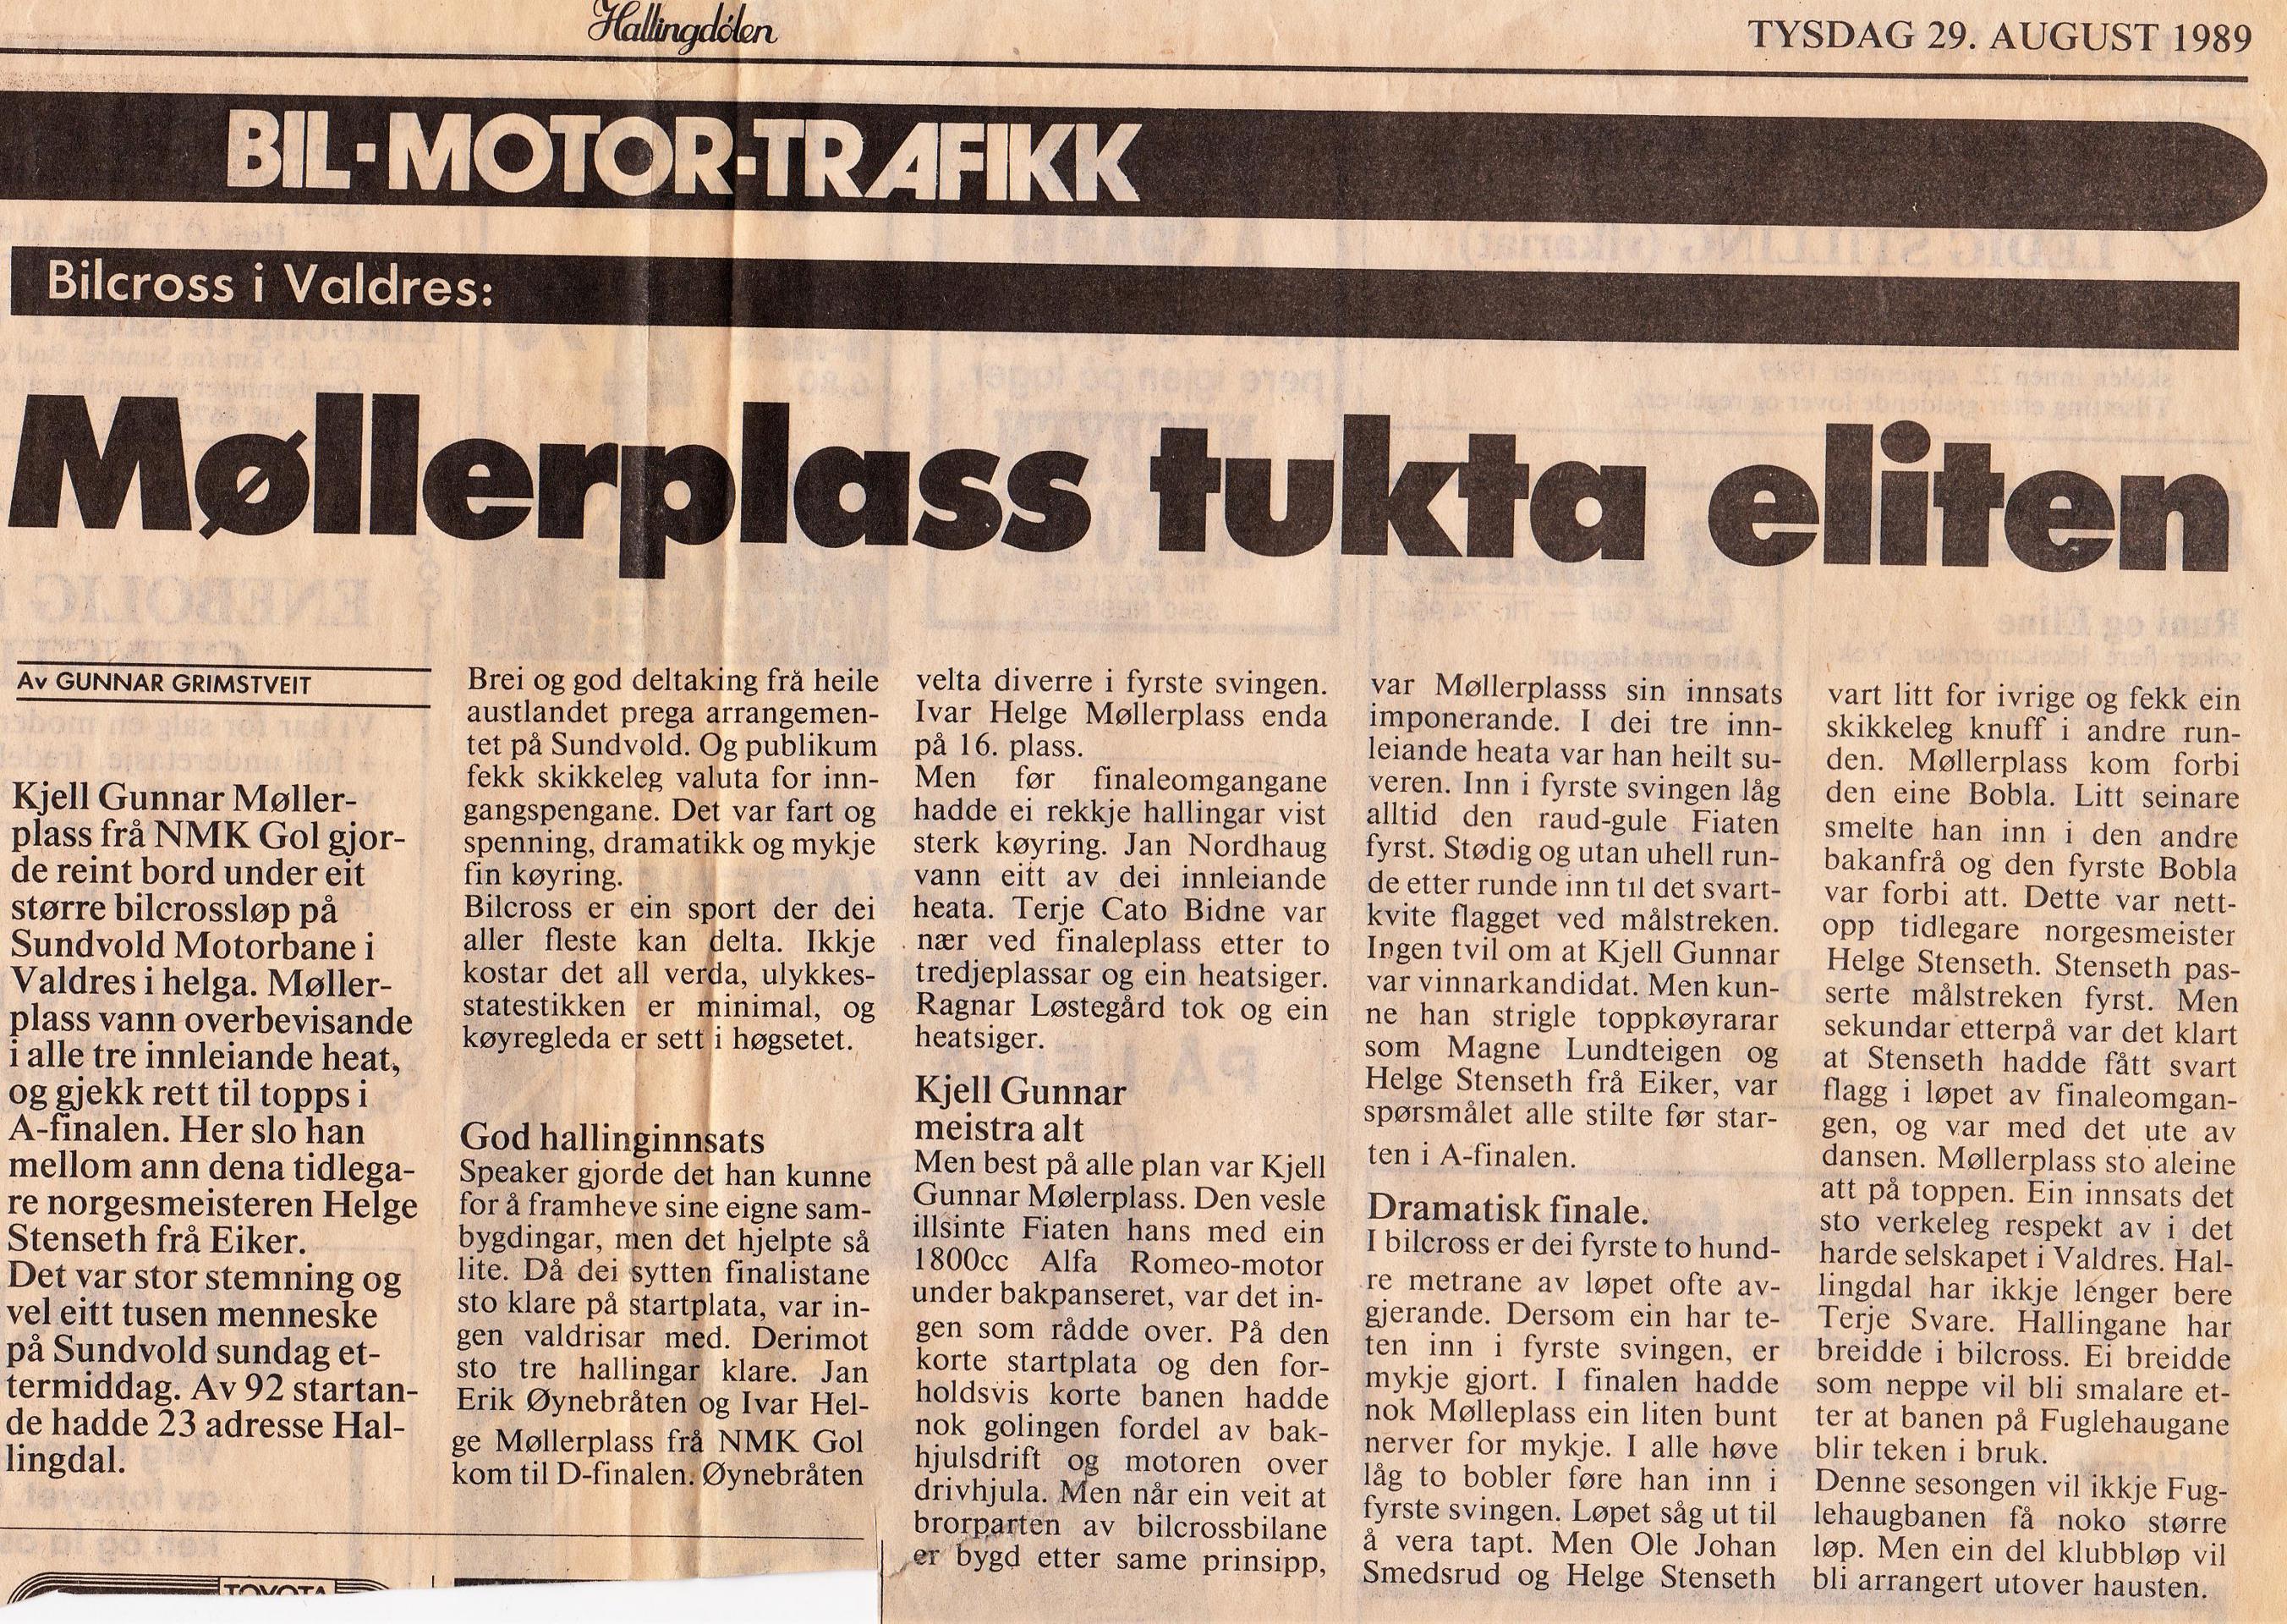 Hallingdölen
TYSDAG 29. AUGUST 1989
BIL-MOTOR-TRAFIKK
Bilcross i Valdres:
Møllerplass tukta eliten
Av GUNNAR GRIMSTVEIT
Kjell Gunnar Møller-
plass frå NMK Gol gjor-
de reint bord under eit
større bilcrossløp på
Sundvold Motorbane i
Valdres i helga. Møller-
plass vann overbevisande
i alle tre innleiande heat,
og gjekk rett til topps i
A-finalen. Her slo han
mellom ann dena tidlega-
re norgesmeisteren Helge
Stenseth frå Eiker.
Det var stor stemning og
vel eitt tusen menneske
på Sundvold sundag et-
termiddag. Av 92 startan-
de hadde 23 adresse Hal-
lingdal.
Brei og god deltaking frå heile
austlandet prega arrangemen-
tet på Sundvold. Og publikum
fekk skikkeleg valuta for inn-
gangspengane. Det var fart og
spenning, dramatikk og mykje
fin køyring.
Bilcross er ein sport der dei
aller fleste kan delta. Ikkje
kostar det all verda, ulykkes-
statestikken er minimal, og
køyregleda er sett i høgsetet.
God hallinginnsats
Speaker gjorde det han kunne
for å framheve sine eigne sam-
bygdingar, men det hjelpte så
lite. Då dei sytten finalistane
sto klare på startplata, var in-
gen valdrisar med. Derimot
sto tre hallingar klare. Jan
Erik Øynebråten og Ivar Hel-
ge Møllerplass frå NMK Gol
kom til D-finalen. Øynebråten
velta diverre i fyrste svingen.
Ivar Helge Møllerplass enda
på 16. plass.
Men før finaleomgangane
hadde ei rekkje hallingar vist
sterk køyring. Jan Nordhaug
vann eitt av dei innleiande
heata. Terje Cato Bidne var
nær ved finaleplass etter to
tredjeplassar og ein heatsiger.
Ragnar Løstegård tok og ein
heatsiger.
Kjell Gunnar
meistra alt
Men best på alle plan var Kjell
Gunnar Mølerplass. Den vesle
illsinte Fiaten hans med ein
1800cc Alfa Romeo-motor
under bakpanseret, var det in-
gen som rådde over. På den
korte startplata og den for-
holdsvis korte banen hadde
nok golingen fordel av bak-
hjulsdrift og motoren over
drivhjula. Men når ein veit at
brorparten av bilcrossbilane
er bygd etter same prinsipp,
var Møllerplasss sin innsats
imponerande. I dei tre inn-
leiande heata var han heilt su-
veren. Inn i fyrste svingen låg
alltid den raud-gule Fiaten
fyrst. Stødig og utan uhell run-
de etter runde inn til det svart-
kvite flagget ved målstreken.
Ingen tvil om at Kjell Gunnar
var vinnarkandidat. Men kun-
ne han strigle toppkøyrarar
som Magne Lundteigen og
Helge Stenseth frå Eiker, var
spørsmålet alle stilte før star-
ten i A-finalen.
Dramatisk finale.
I bilcross er dei fyrste to hund-
re metrane av løpet ofte av-
gjerande. Dersom ein har te-
ten inn i fyrste svingen, er
mykje gjort. I finalen hadde
nok Mølleplass ein liten bunt
nerver for mykje. I alle høve
låg to bobler føre han inn i
fyrste svingen. Løpet såg ut til
å vera tapt. Men Ole Johan
Smedsrud og Helge Stenseth
vart litt for ivrige og fekk ein
skikkeleg knuff i andre run-
den. Møllerplass kom forbi
den eine Bobla. Litt seinare
smelte han inn i den andre
bakanfrå og den fyrste Bobla
var forbi att. Dette var nett-
opp tidlegare norgesmeister
Helge Stenseth. Stenseth pas-
serte målstreken fyrst. Men
sekundar etterpå var det klart
at Stenseth hadde fått svart
flagg i løpet av finaleomgan-
gen, og var med det ute av
dansen. Møllerplass sto aleine
att på toppen. Ein innsats det
sto verkeleg respekt av i det
harde selskapet i Valdres. Hal-
lingdal har ikkje lenger bere
Terje Svare. Hallingane har
breidde i bilcross. Ei breidde
som neppe vil bli smalare et-
ter at banen på Fuglehaugane
blir teken i bruk.
Denne sesongen vil ikkje Fug-
lehaugbanen få noko større
løp. Men ein del klubbløp vil
bli arrangert utover hausten.
TOYOTA